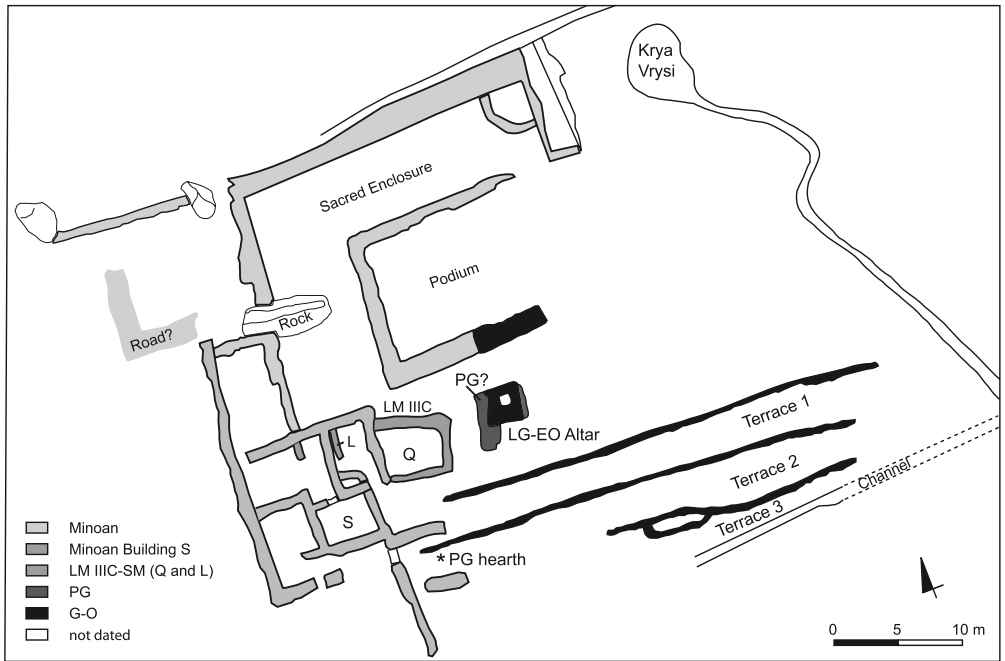 Krya
Vrysi
Sacred Enclosure
Podium
Rock
Road?
PG?
LM IIIC
LG-EO Altar
L
Q
S
Terrace 1
Terrace 2
Terrace 3
Channel
* PG hearth
Minoan
Minoan Building S
LM IIIC-SM (Q and L)
PG
G-O
not dated
0 5 10 m